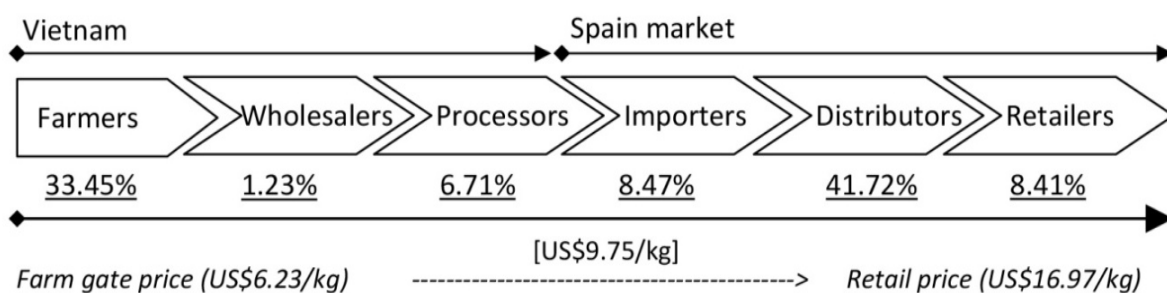 Vietnam Spain market
Farmers Wholesalers Processors Importers Distributors Retailers
33.45% 1.23% 6.71% 8.47% 41.72% 8.41%
[US$9.75/kg]
Farm gate price (US$6.23/kg) Retail price (US$16.97/kg)